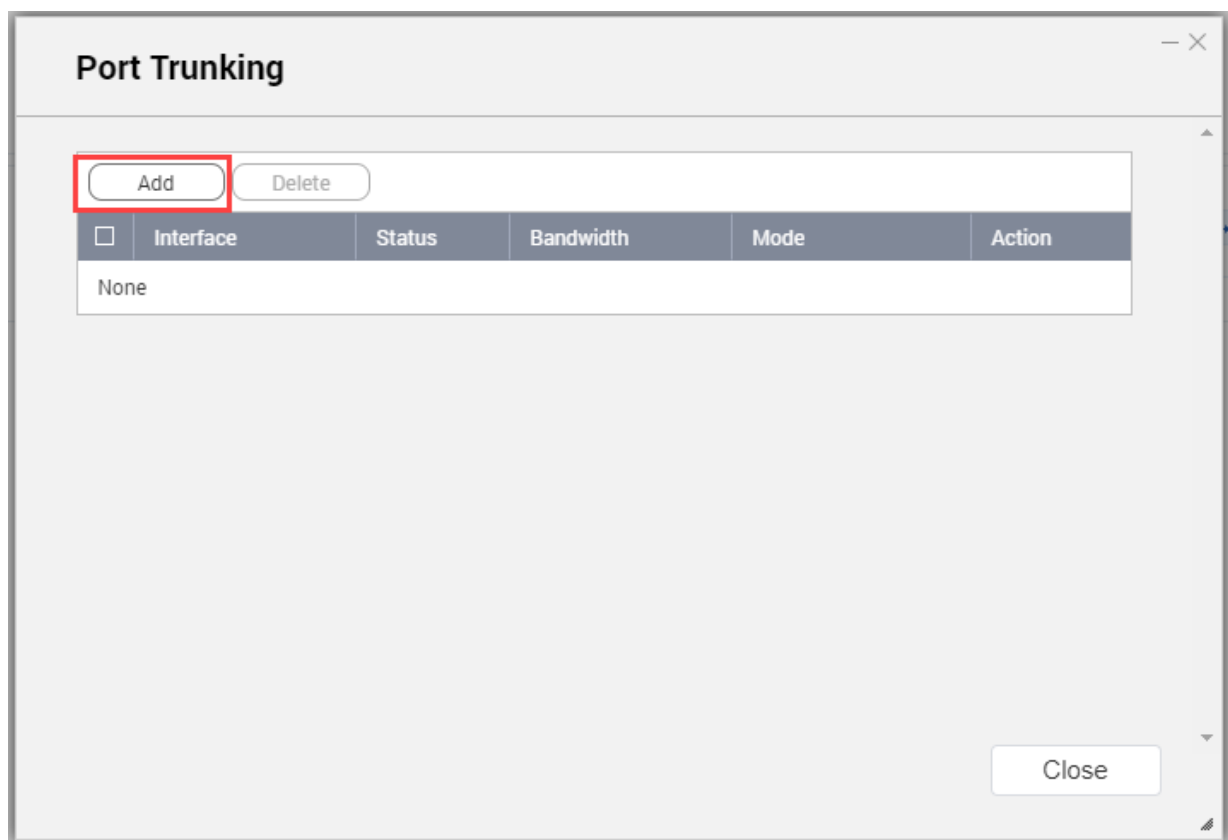 Port Trunking
Add Delete
Interface Status Bandwidth Mode Action
None
Close